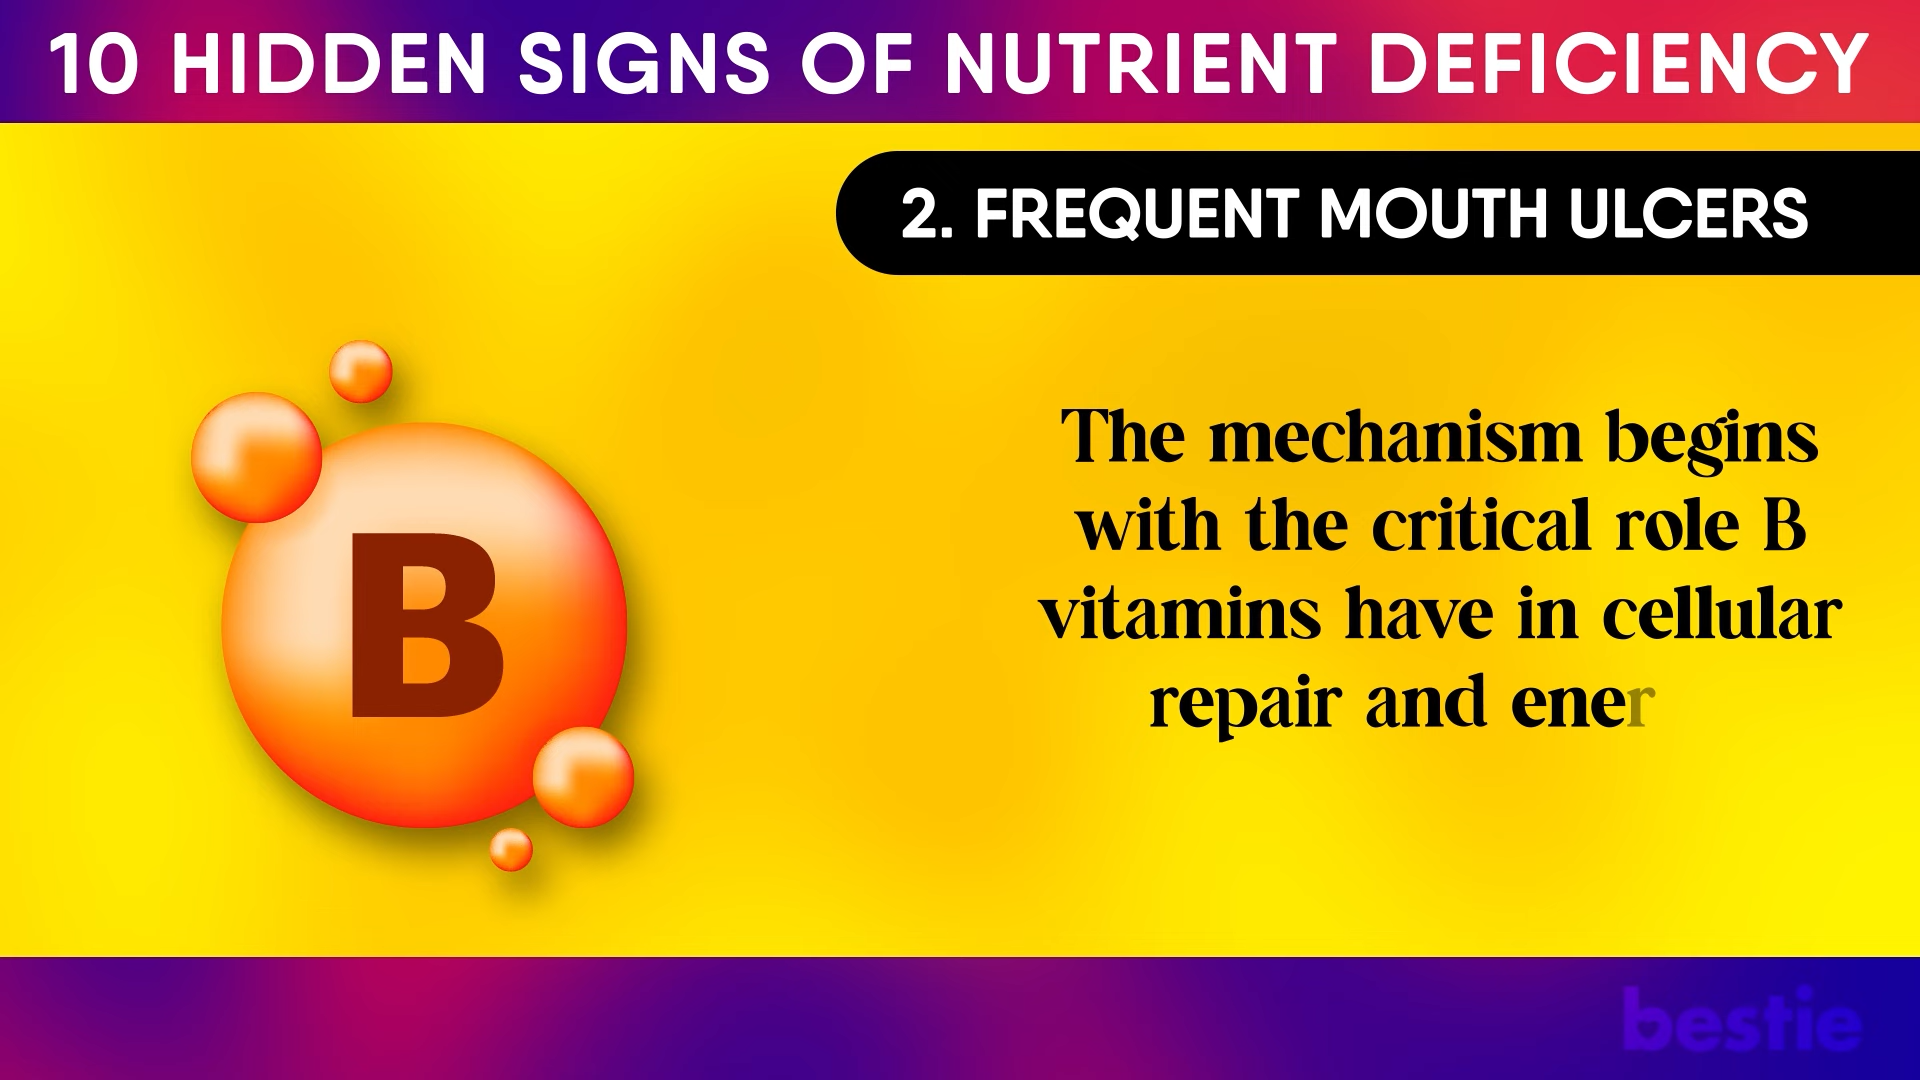 10 HIDDEN SIGNS OF NUTRIENT DEFICIENCY
2. FREQUENT MOUTH ULCERS
B
The mechanism begins
with the critical role B
vitamins have in cellular
repair and ener
bestie